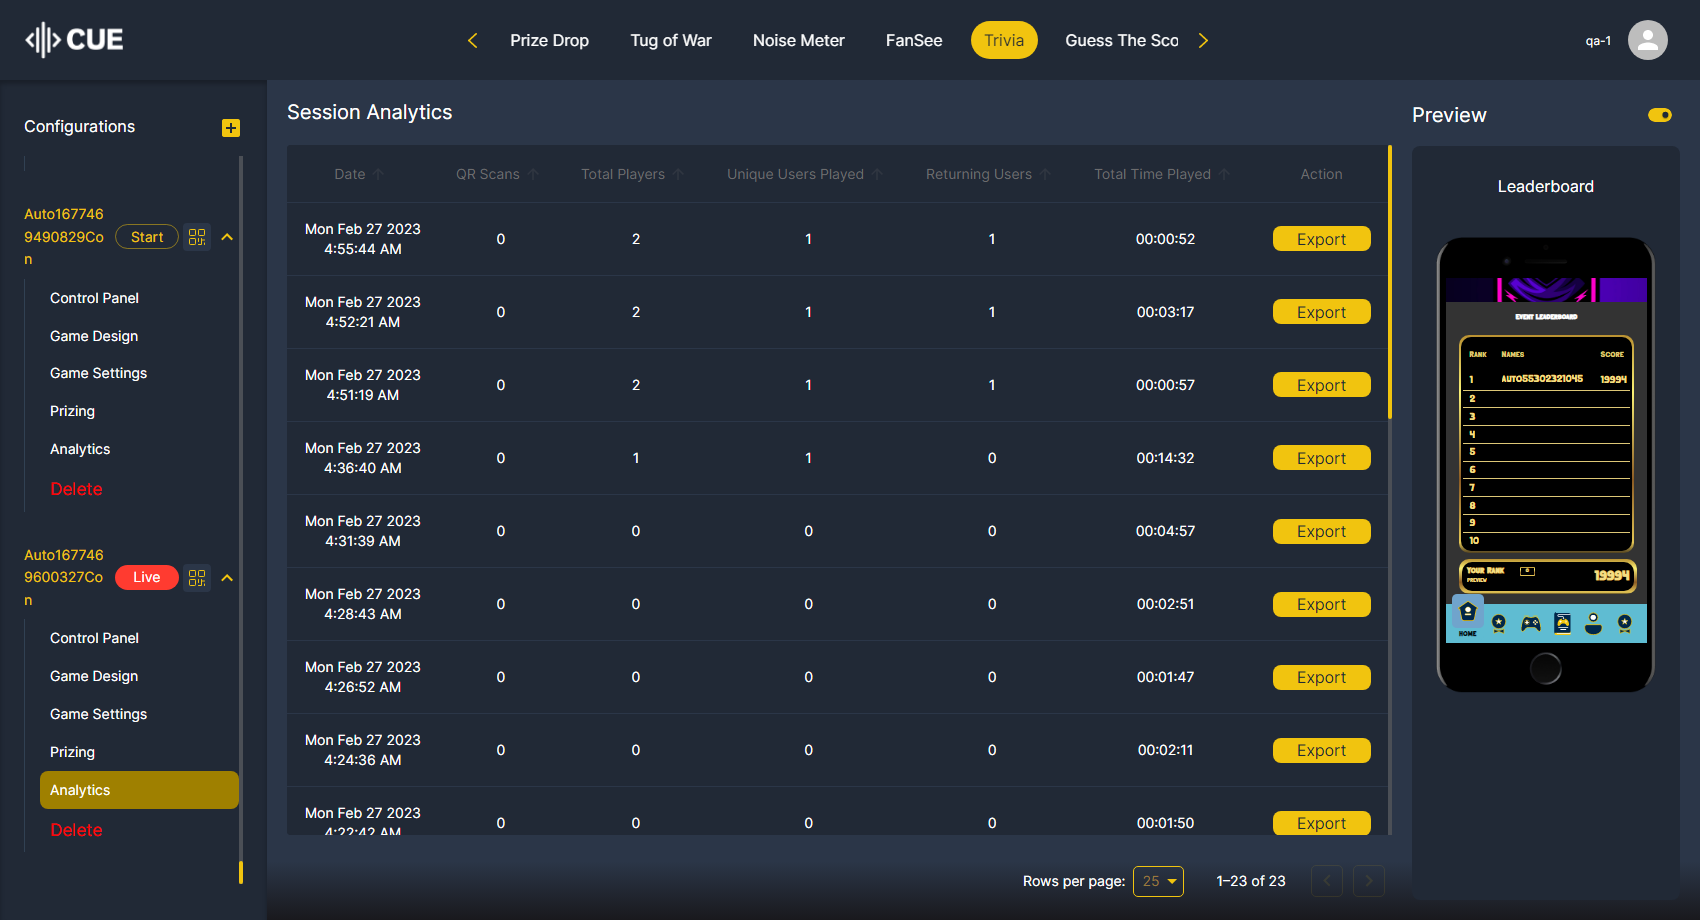 CUE
Prize Drop
Tug of War
Noise Meter
FanSee
Trivia
Guess The Sco
qa-1
Configurations
Auto167746
9490829Co
n
Start
Control Panel
Game Design
Game Settings
Prizing
Analytics
Delete
Auto167746
9600327Co
n
Live
Control Panel
Game Design
Game Settings
Prizing
Analytics
Delete
Session Analytics
Date QR Scans Total Players Unique Users Played Returning Users Total Time Played Action
Mon Feb 27 2023
4:55:44 AM
0 2 1 1 00:00:52 Export
Mon Feb 27 2023
4:52:21 AM
0 2 1 1 00:03:17 Export
Mon Feb 27 2023
4:51:19 AM
0 2 1 1 00:00:57 Export
Mon Feb 27 2023
4:36:40 AM
0 1 1 0 00:14:32 Export
Mon Feb 27 2023
4:31:39 AM
0 0 0 0 00:04:57 Export
Mon Feb 27 2023
4:28:43 AM
0 0 0 0 00:02:51 Export
Mon Feb 27 2023
4:26:52 AM
0 0 0 0 00:01:47 Export
Mon Feb 27 2023
4:24:36 AM
0 0 0 0 00:02:11 Export
Mon Feb 27 2023
4:22:42 AM
0 0 0 0 00:01:50 Export
Rows per page: 25 1–23 of 23
Preview
Leaderboard
EVENT LEADERBOARD
RANK NAMES SCORE
1 AUTO55302321045 19994
2
3
4
5
6
7
8
9
10
YOUR RANK
PREVIEW
19994
HOME